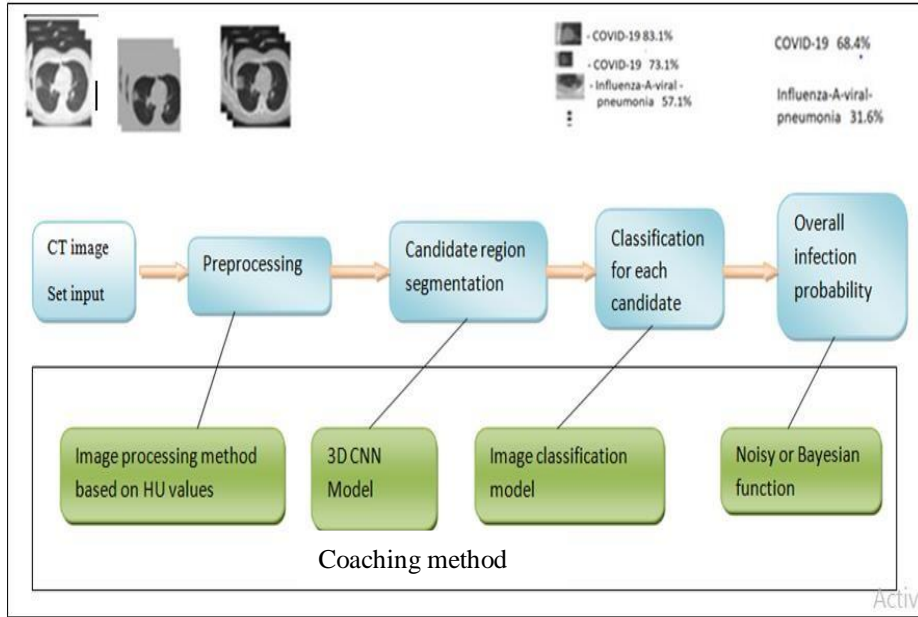 - COVID-19 83.1%
- COVID-19 73.1%
- Influenza-A-viral-
pneumonia 57.1%
COVID-19 68.4%
Influenza-A-viral-
pneumonia 31.6%
CT image
Set input
Preprocessing
Candidate region
segmentation
Classification
for each
candidate
Overall
infection
probability
Image processing method
based on HU values
3D CNN
Model
Image classification
model
Noisy or Bayesian
function
Coaching method
Activ